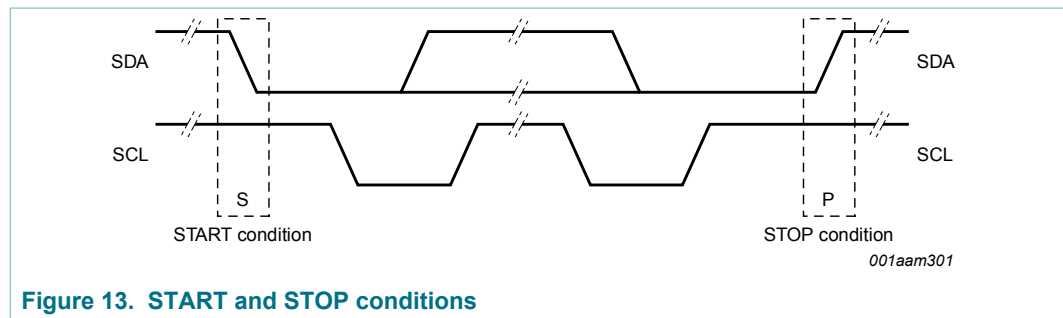 SDA SDA
SCL SCL
S P
START condition STOP condition
001aam301
Figure 13. START and STOP conditions